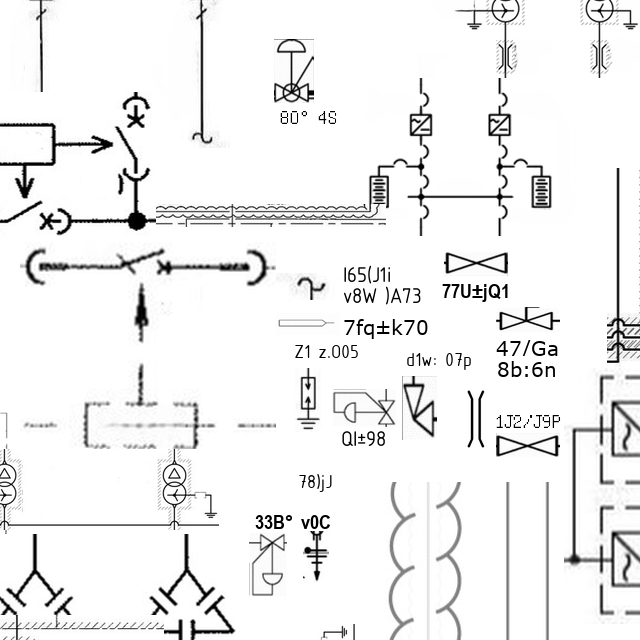 80° 4S
I65(J1i
v8W )A73
77U±jQ1
7fq±k70
47/Ga
8b:6n
Z1 z.005
d1w: 07p
1J2/'J9P
QI±98
78)jJ
33B° v0C